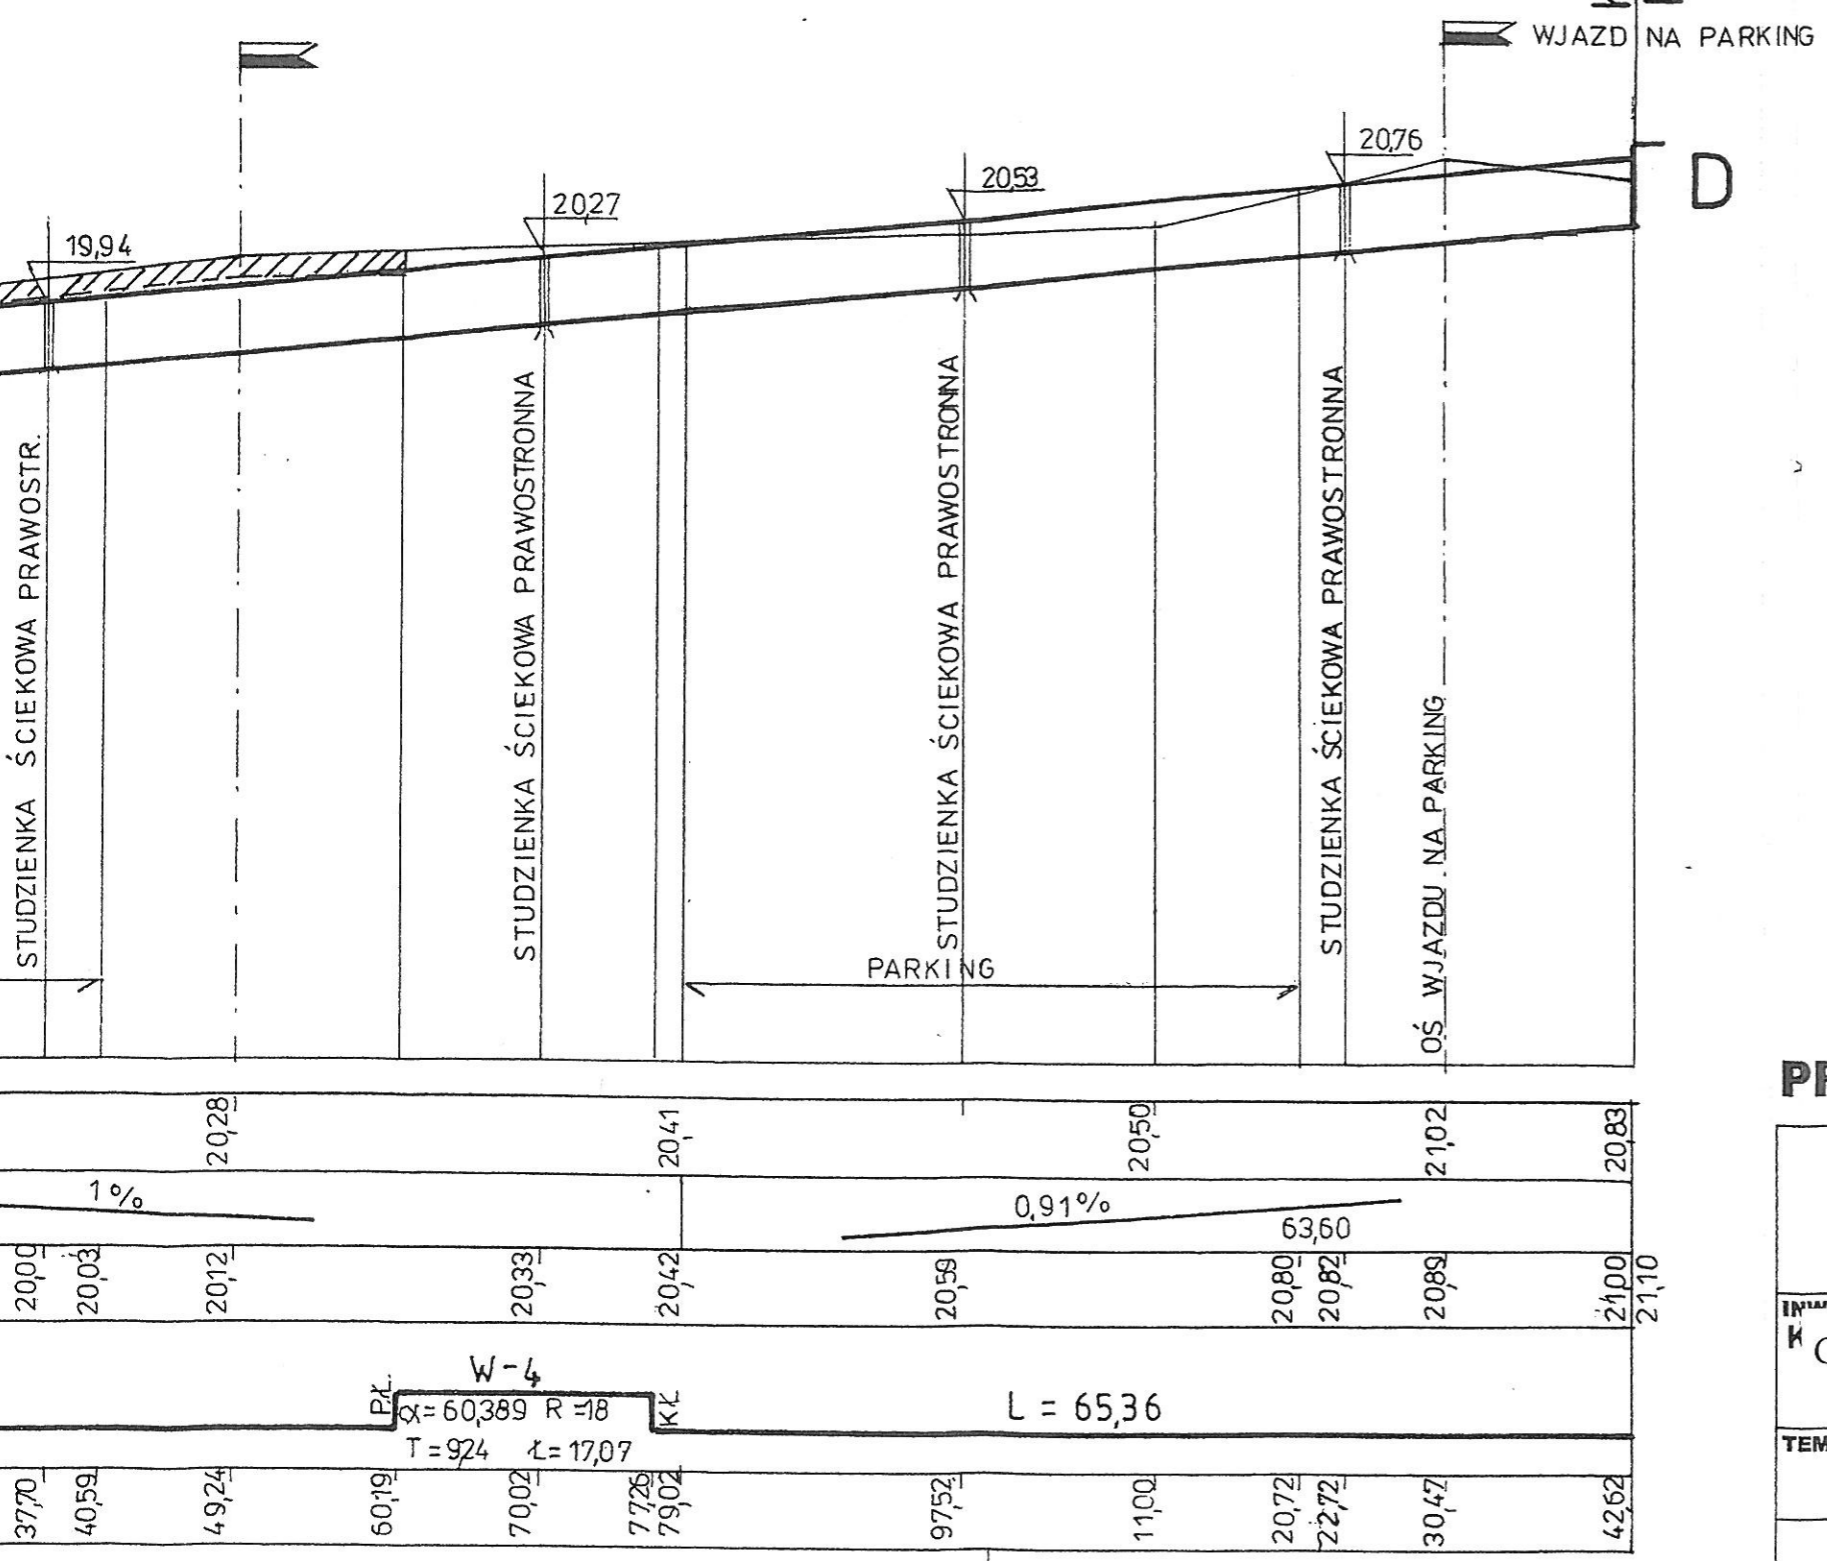 WJAZD NA PARKING
20,76
D
20,53
20,27
19,94
STUDZIENKA ŚCIEKOWA PRAWOSTR.
STUDZIENKA ŚCIEKOWA PRAWOSTRONNA
STUDZIENKA ŚCIEKOWA PRAWOSTRONNA
STUDZIENKA ŚCIEKOWA PRAWOSTRONNA
OŚ WJAZDU NA PARKING
PARKING
20,28 20,41 20,50 21,02 20,83
1% 0,91% 63,60
20,00 20,03 20,12 20,33 20,42 20,59 20,80 20,82 20,89 21,00 21,10
W-4
PŁ. α=60,389 R=18 KŁ
T=9,24 Ł=17,07
L = 65,36
37,70 40,59 49,24 60,19 70,02 77,26 79,02 97,52 11,00 20,72 22,72 30,47 42,62
INW
TEM